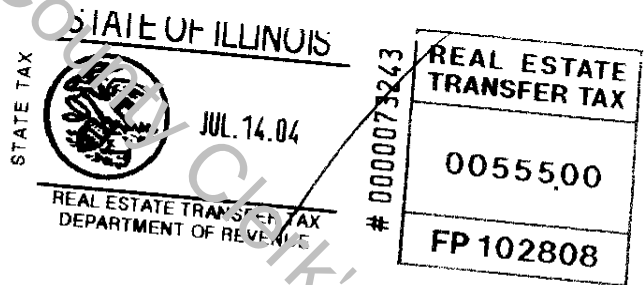 STATE OF ILLINOIS
STATE TAX
JUL.14.04
REAL ESTATE TRANSFER TAX
DEPARTMENT OF REVENUE
# 0000073243
REAL ESTATE
TRANSFER TAX
0055500
FP 102808
County Clerk's